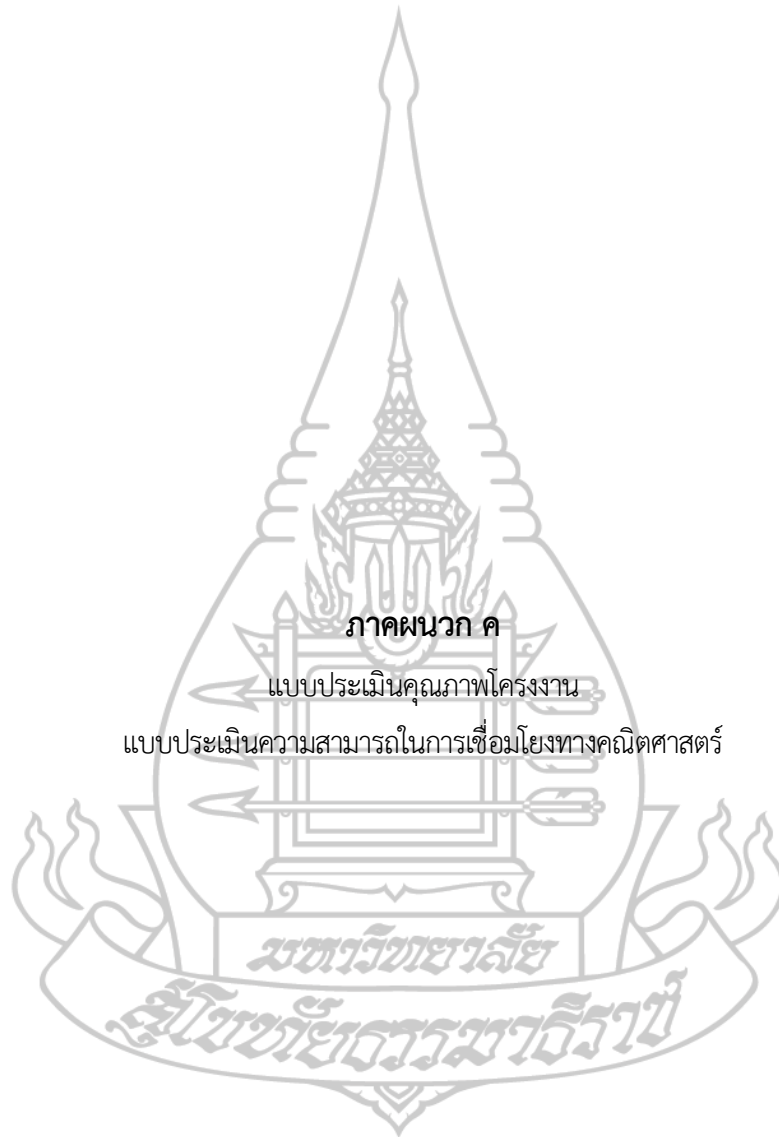 ภาคผนวก ค
แบบประเมินคุณภาพโครงงาน
แบบประเมินความสามารถในการเชื่อมโยงทางคณิตศาสตร์
มหาวิทยาลัย
สุโขทัยธรรมาธิราช